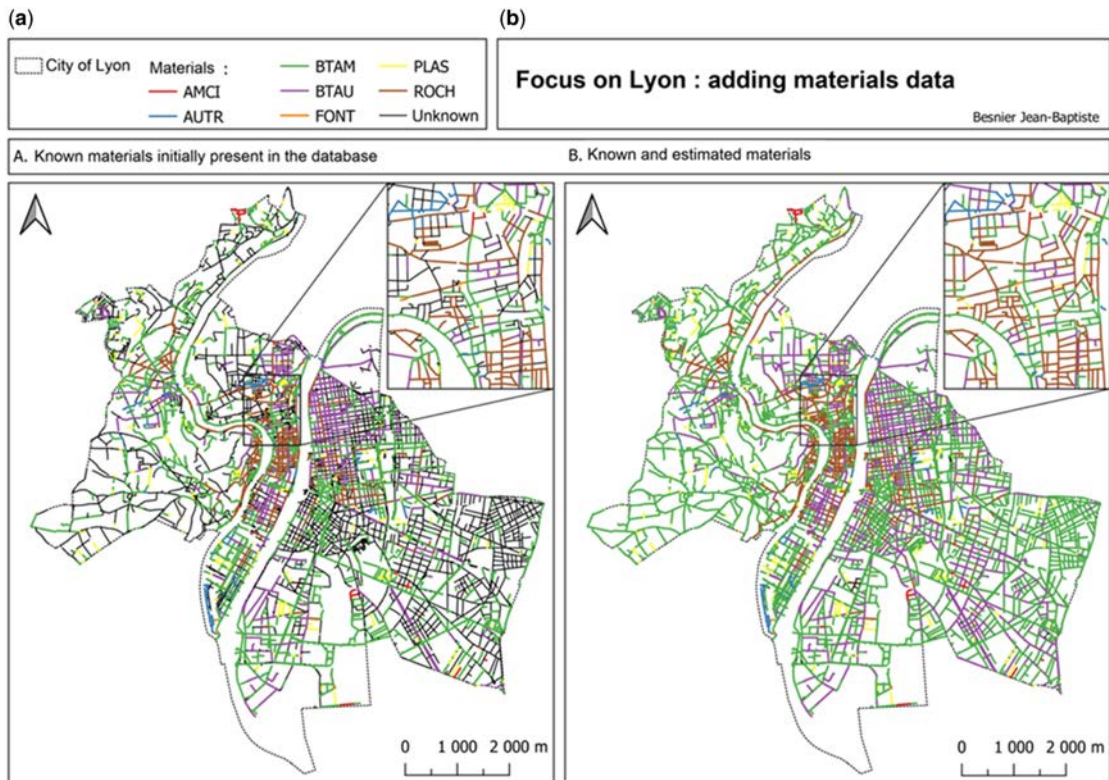 (a)
(b)
City of Lyon
Materials :
AMCI
AUTR
BTAM
BTAU
FONT
PLAS
ROCH
Unknown
Focus on Lyon : adding materials data
Besnier Jean-Baptiste
A. Known materials initially present in the database
B. Known and estimated materials
0 1 000 2 000 m
0 1 000 2 000 m